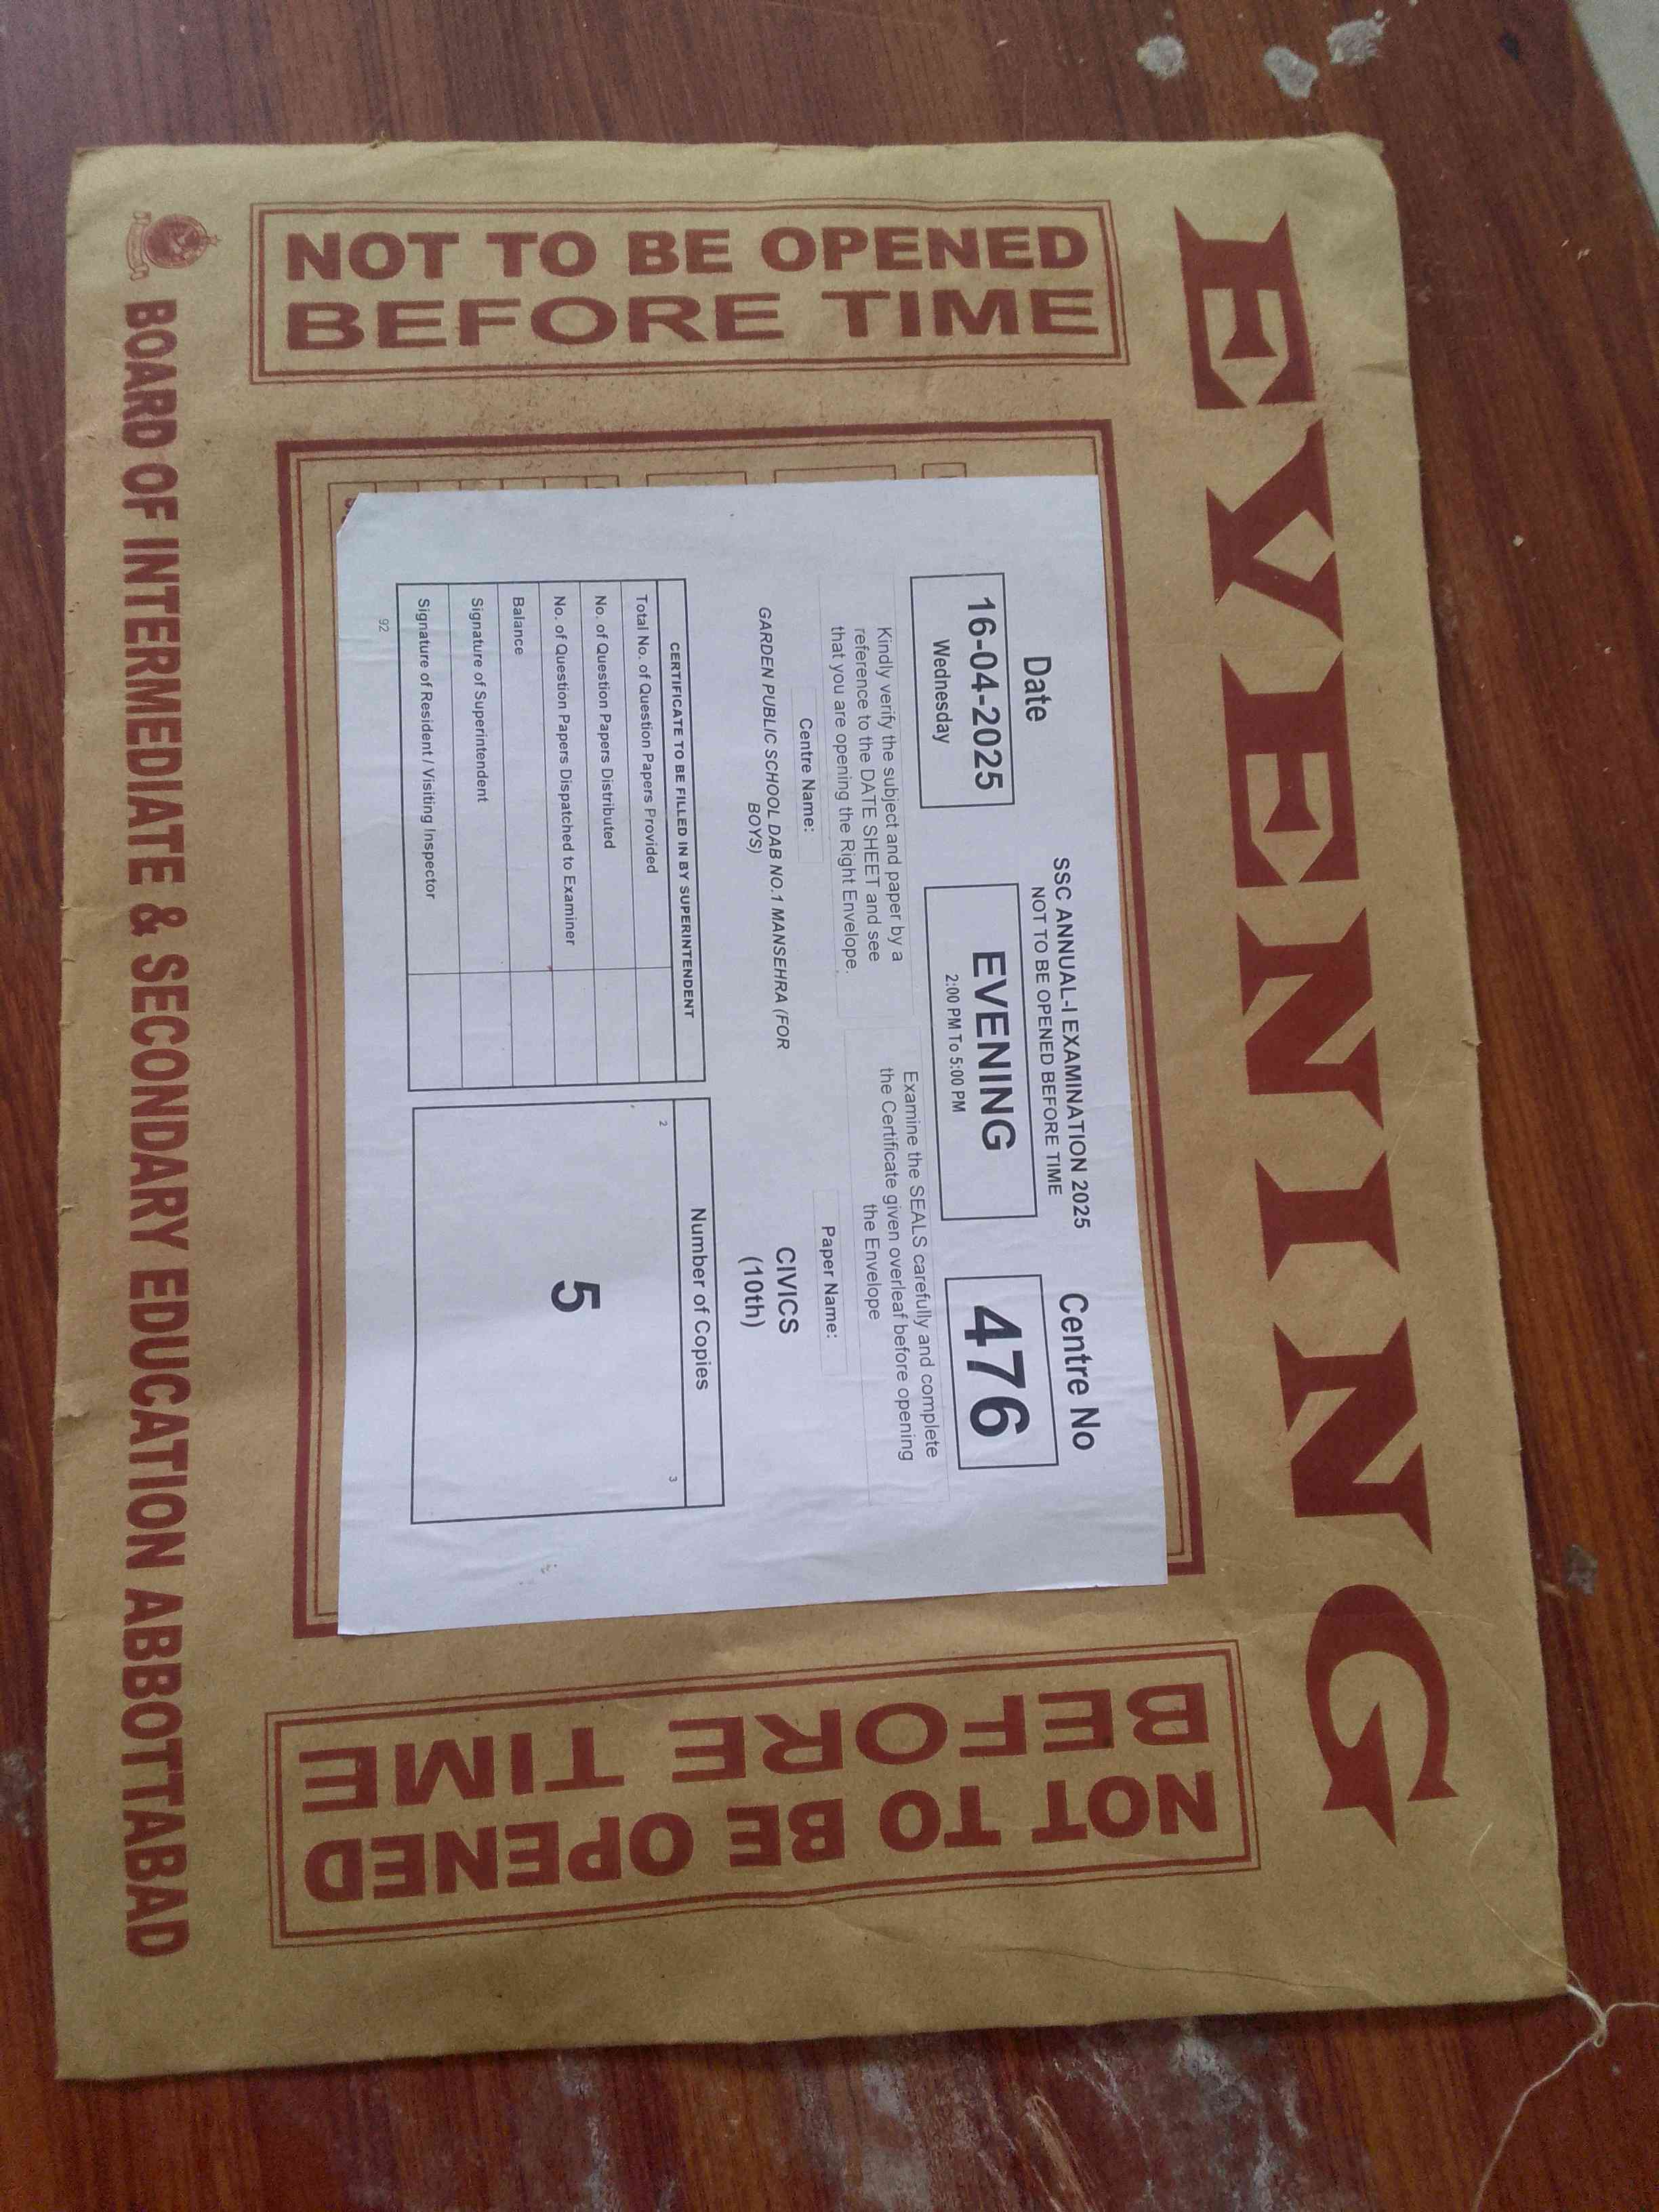 EVENING
NOT TO BE OPENED
BEFORE TIME
SSC ANNUAL-I EXAMINATION 2025
NOT TO BE OPENED BEFORE TIME
Date
16-04-2025
Wednesday
EVENING
2:00 PM To 5:00 PM
Centre No
476
Kindly verify the subject and paper by a
reference to the DATE SHEET and see
that you are opening the Right Envelope.
Examine the SEALS carefully and complete
the Certificate given overleaf before opening
the Envelope
Centre Name:
GARDEN PUBLIC SCHOOL DAB NO.1 MANSEHRA (FOR
BOYS)
Paper Name:
CIVICS
(10th)
CERTIFICATE TO BE FILLED IN BY SUPERINTENDENT
Total No. of Question Papers Provided
No. of Question Papers Distributed
No. of Question Papers Dispatched to Examiner
Balance
Signature of Superintendent
Signature of Resident / Visiting Inspector
92
Number of Copies
2
3
5
NOT TO BE OPENED
BEFORE TIME
BOARD OF INTERMEDIATE & SECONDARY EDUCATION ABBOTTABAD